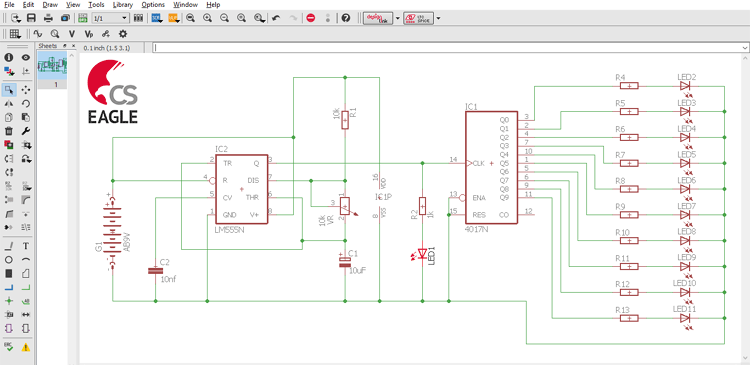 File Edit Draw View Tools Library Options Window Help
1/1
design link
Sheets
0.1 inch (1.5 3.1)
1
CS
EAGLE
10k
R1
IC2
2
TR
Q
3
4
R
DIS
7
5
CV
THR
6
1
GND
V+
8
LM555N
G1
AB9V
C2
10nf
1
3
2
10k
VR
C1
10uF
16
VDD
IC1P
8
VSS
R2
1k
LED1
IC1
14
CLK
13
ENA
15
RES
4017N
Q0
3
Q1
2
Q2
4
Q3
7
Q4
10
Q5
1
Q6
5
Q7
6
Q8
9
Q9
11
CO
12
R4
LED2
R5
LED3
R6
LED4
R7
LED5
R8
LED6
R9
LED7
R10
LED8
R11
LED9
R12
LED10
R13
LED11